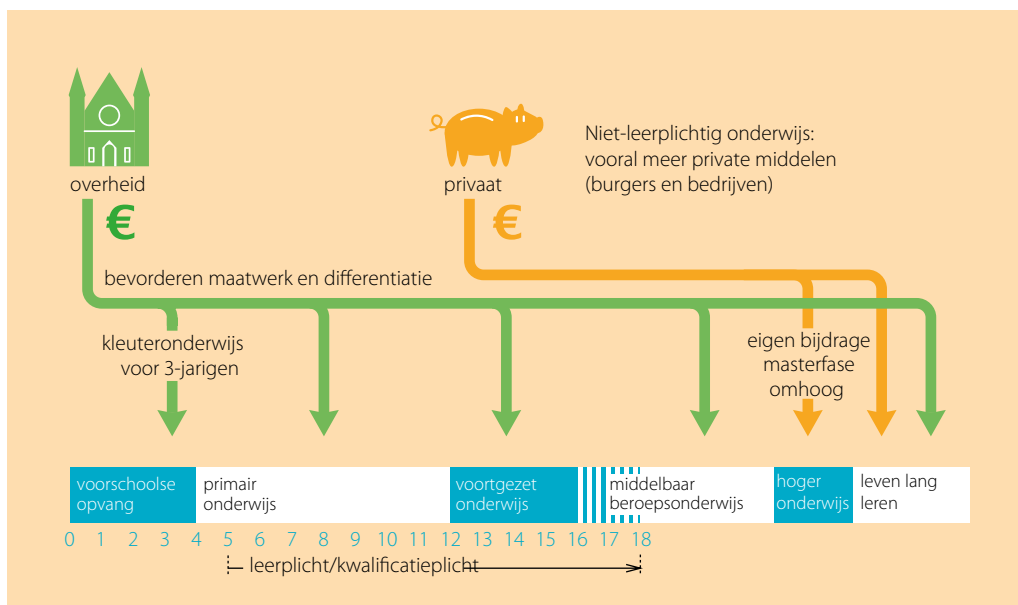 overheid
€
privaat
€
Niet-leerplichtig onderwijs:
vooral meer private middelen
(burgers en bedrijven)
bevorderen maatwerk en differentiatie
kleuteronderwijs
voor 3-jarigen
eigen bijdrage
masterfase
omhoog
voorschoolse
opvang
primair
onderwijs
voortgezet
onderwijs
middelbaar
beroepsonderwijs
hoger
onderwijs
leven lang
leren
0 1 2 3 4 5 6 7 8 9 10 11 12 13 14 15 16 17 18
leerplicht/kwalificatieplicht